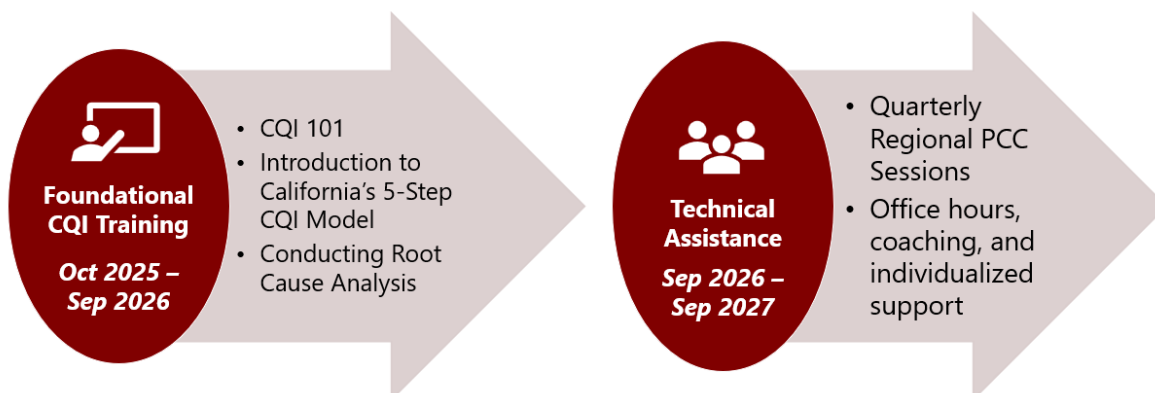 Foundational
CQI Training
Oct 2025 –
Sep 2026
• CQI 101
• Introduction to
California’s 5-Step
CQI Model
• Conducting Root
Cause Analysis
Technical
Assistance
Sep 2026 –
Sep 2027
• Quarterly
Regional PCC
Sessions
• Office hours,
coaching, and
individualized
support